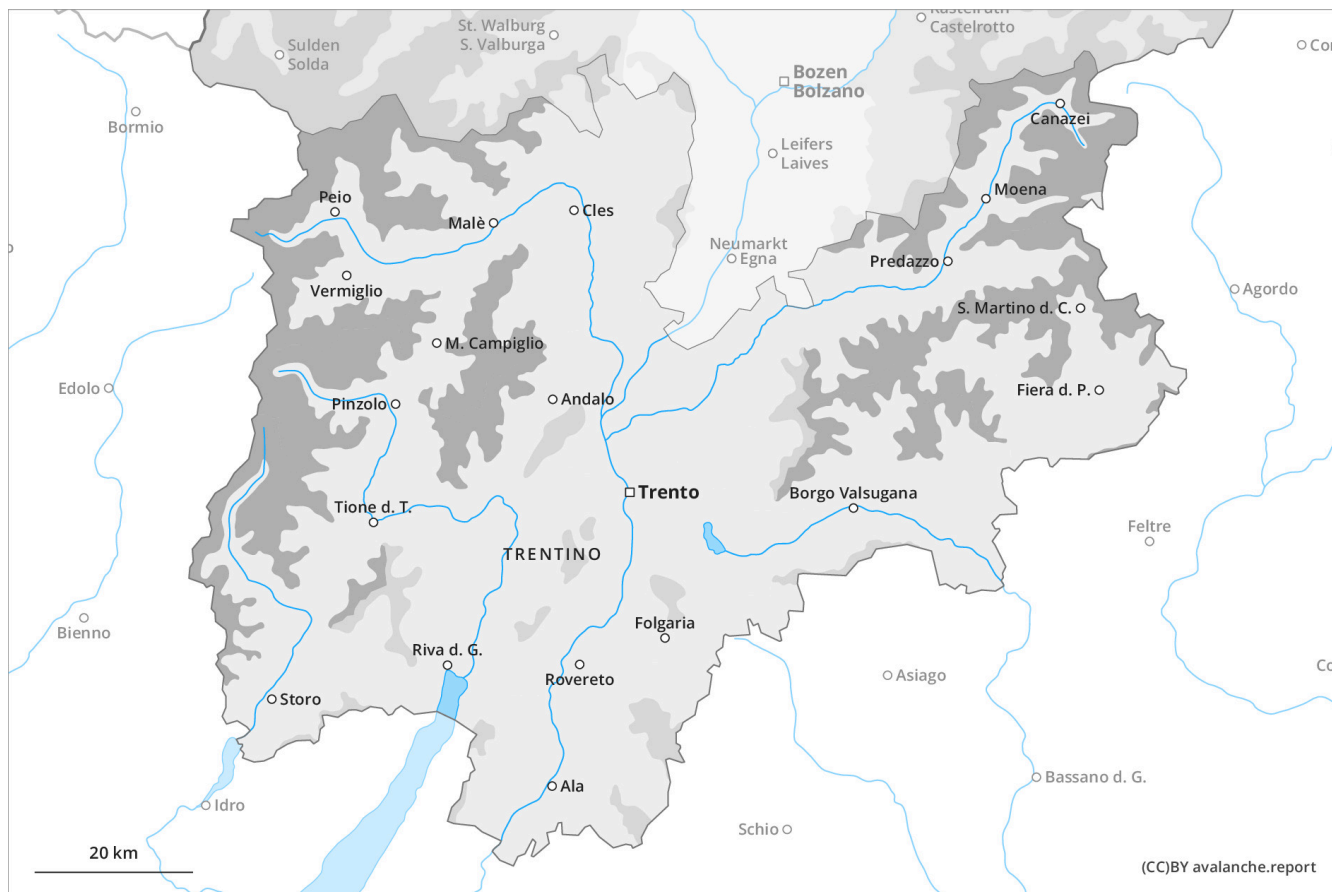 Kastelruth
Castelrotto
St. Walburg
S. Valburga
Sulden
Solda
Bozen
Bolzano
Bormio
Canazei
Leifers
Laives
Peio
Malè
Cles
Moena
Neumarkt
Egna
Predazzo
Vermiglio
Agordo
S. Martino d. C.
M. Campiglio
Edolo
Pinzolo
Andalo
Fiera d. P.
Trento
Borgo Valsugana
Tione d. T.
Feltre
TRENTINO
Bienno
Folgaria
Riva d. G.
Rovereto
Asiago
Storo
Ala
Bassano d. G.
Idro
Schio
20 km
(CC)BY avalanche.report